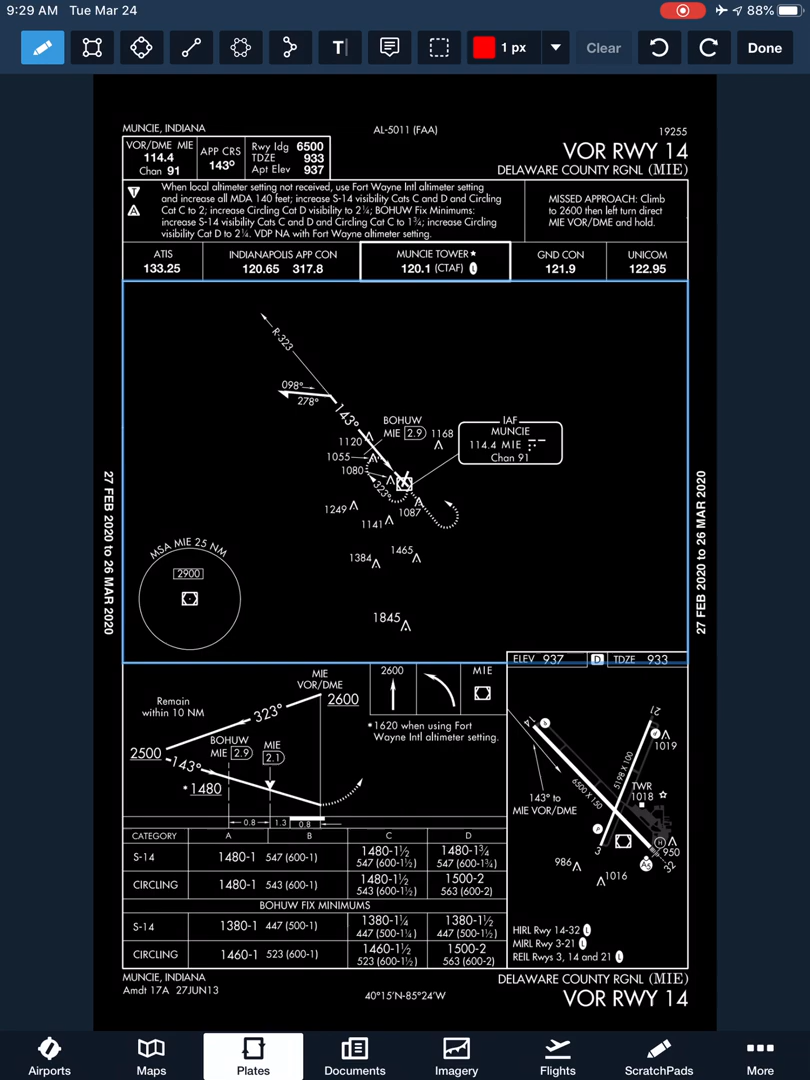 9:29 AM Tue Mar 24
88%
T
1 px
Clear
Done
MUNCIE, INDIANA
AL-5011 (FAA)
19255
VOR/DME MIE
114.4
Chan 91
APP CRS
143°
Rwy Idg 6500
TDZE 933
Apt Elev 937
VOR RWY 14
DELAWARE COUNTY RGNL (MIE)
T
A
When local altimeter setting not received, use Fort Wayne Intl altimeter setting
and increase all MDA 140 feet; increase S-14 visibility Cats C and D and Circling
Cat C to 2; increase Circling Cat D visibility to 2¼; BOHUW Fix Minimums:
increase S-14 visibility Cats C and D and Circling Cat C to 1¾; increase Circling
visibility Cat D to 2¼. VDP NA with Fort Wayne altimeter setting.
MISSED APPROACH: Climb
to 2600 then left turn direct
MIE VOR/DME and hold.
ATIS
133.25
INDIANAPOLIS APP CON
120.65 317.8
MUNCIE TOWER★
120.1 (CTAF) L
GND CON
121.9
UNICOM
122.95
R-323
098°
278°
143°
BOHUW
MIE 2.9
1168
IAF
MUNCIE
114.4 MIE
Chan 91
1120
1055
1080
323°
1249
1087
1141
1384
1465
1845
MSA MIE 25 NM
2900
27 FEB 2020 to 26 MAR 2020
27 FEB 2020 to 26 MAR 2020
ELEV 937
D
TDZE 933
Remain
within 10 NM
MIE
VOR/DME
2600
323°
2500
143°
BOHUW
MIE 2.9
MIE
2.1
*1480
0.8
1.3
0.8
2600
MIE
*1620 when using Fort
Wayne Intl altimeter setting.
14
21
1019
6500 X 150
5198 X 100
TWR
1018
143° to
MIE VOR/DME
P
3
H
950
32
986
1016
HIRL Rwy 14-32 L
MIRL Rwy 3-21 L
REIL Rwys 3, 14 and 21 L
CATEGORY A B C D
S-14 1480-1 547 (600-1) 1480-1½ 547 (600-1½) 1480-1¾ 547 (600-1¾)
CIRCLING 1480-1 543 (600-1) 1480-1½ 543 (600-1½) 1500-2 563 (600-2)
BOHUW FIX MINIMUMS
S-14 1380-1 447 (500-1) 1380-1¼ 447 (500-1¼) 1380-1½ 447 (500-1½)
CIRCLING 1460-1 523 (600-1) 1460-1½ 523 (600-1½) 1500-2 563 (600-2)
MUNCIE, INDIANA
Amdt 17A 27JUN13
40°15'N-85°24'W
DELAWARE COUNTY RGNL (MIE)
VOR RWY 14
Airports
Maps
Plates
Documents
Imagery
Flights
ScratchPads
More